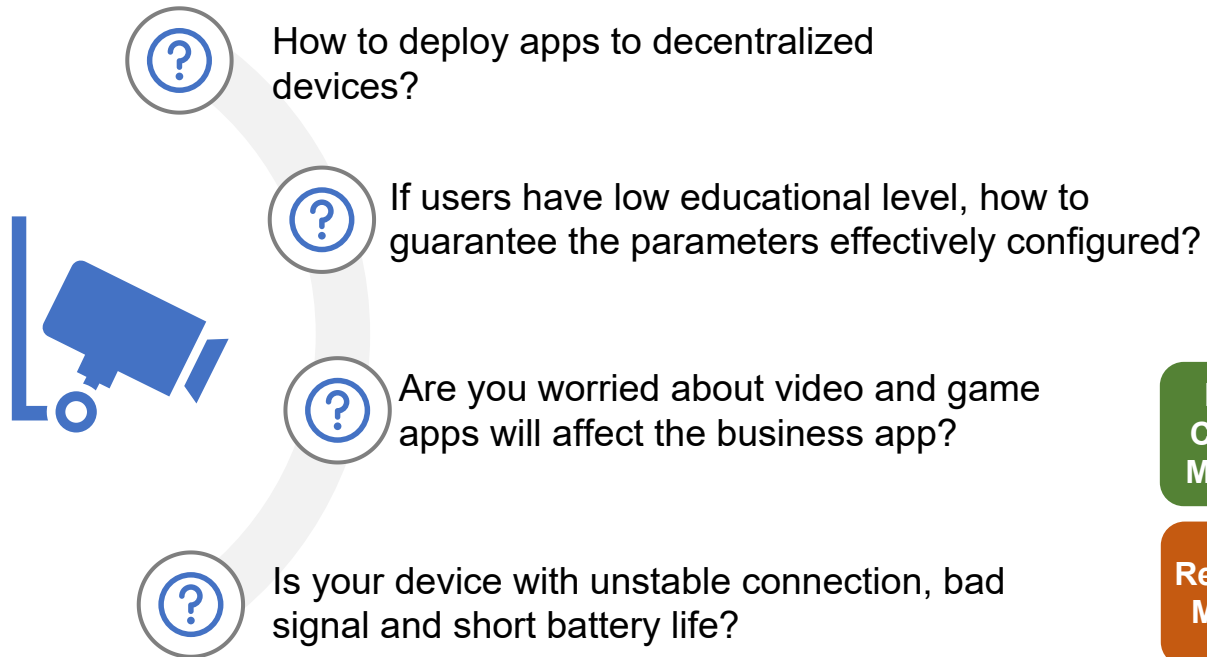 How to deploy apps to decentralized
devices?
If users have low educational level, how to
guarantee the parameters effectively configured?
Are you worried about video and game
apps will affect the business app?
Is your device with unstable connection, bad
signal and short battery life?